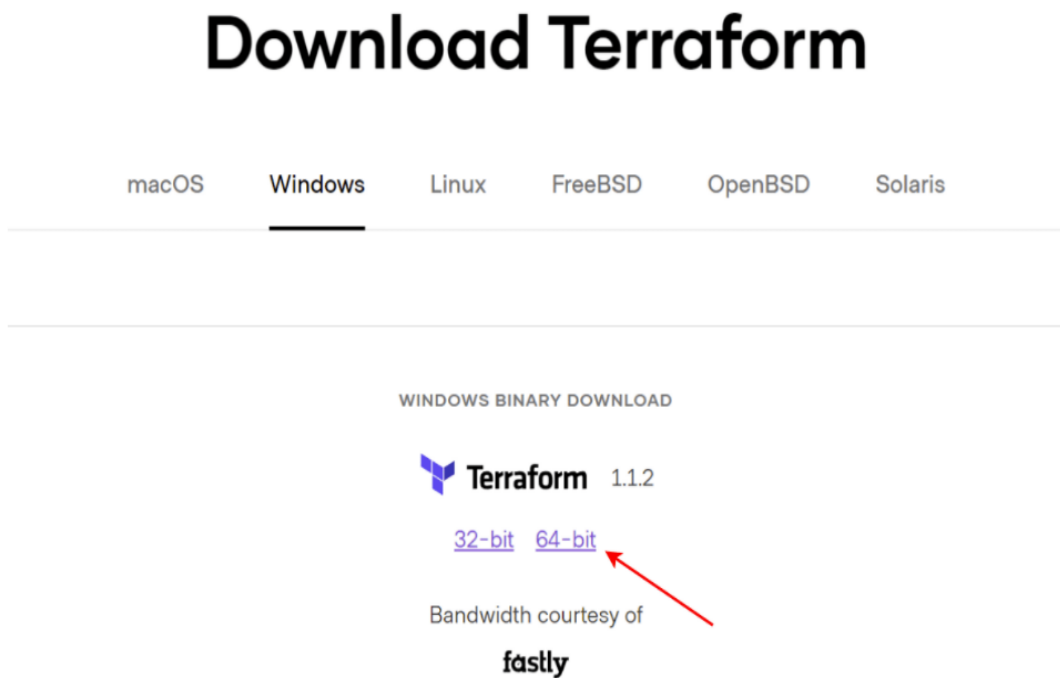 Download Terraform
macOS Windows Linux FreeBSD OpenBSD Solaris
WINDOWS BINARY DOWNLOAD
Terraform 1.1.2
32-bit 64-bit
Bandwidth courtesy of
fastly